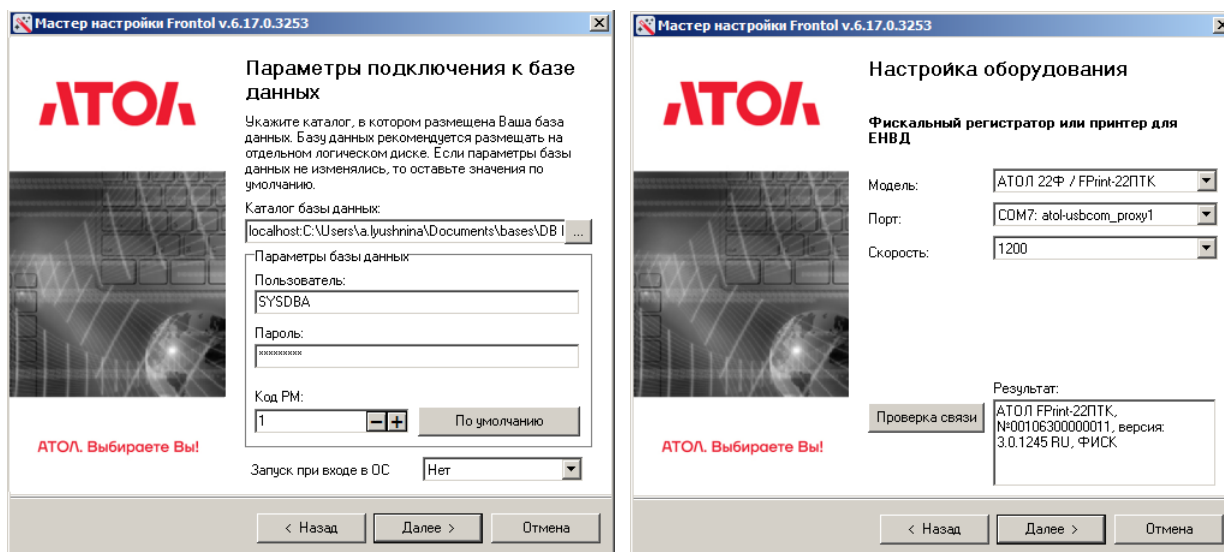 Мастер настройки Frontol v.6.17.0.3253
АТОЛ
Параметры подключения к базе
данных
Укажите каталог, в котором размещена Ваша база
данных. Базу данных рекомендуется размещать на
отдельном логическом диске. Если параметры базы
данных не изменялись, то оставьте значения по
умолчанию.
Каталог базы данных:
localhost:C:\Users\a.lyushnina\Documents\bases\DB
...
Параметры базы данных
Пользователь:
SYSDBA
Пароль:
*********
Код РМ:
1
По умолчанию
АТОЛ. Выбираете Вы!
Запуск при входе в ОС
Нет
< Назад
Далее >
Отмена
Мастер настройки Frontol v.6.17.0.3253
АТОЛ
Настройка оборудования
Фискальный регистратор или принтер для
ЕНВД
Модель:
АТОЛ 22Ф / FPrint-22ПТК
Порт:
COM7: atol-usbcom_proxy1
Скорость:
1200
Результат:
Проверка связи
АТОЛ FPrint-22ПТК,
№00106300000011, версия:
3.0.1245 RU, ФИСК
АТОЛ. Выбираете Вы!
< Назад
Далее >
Отмена